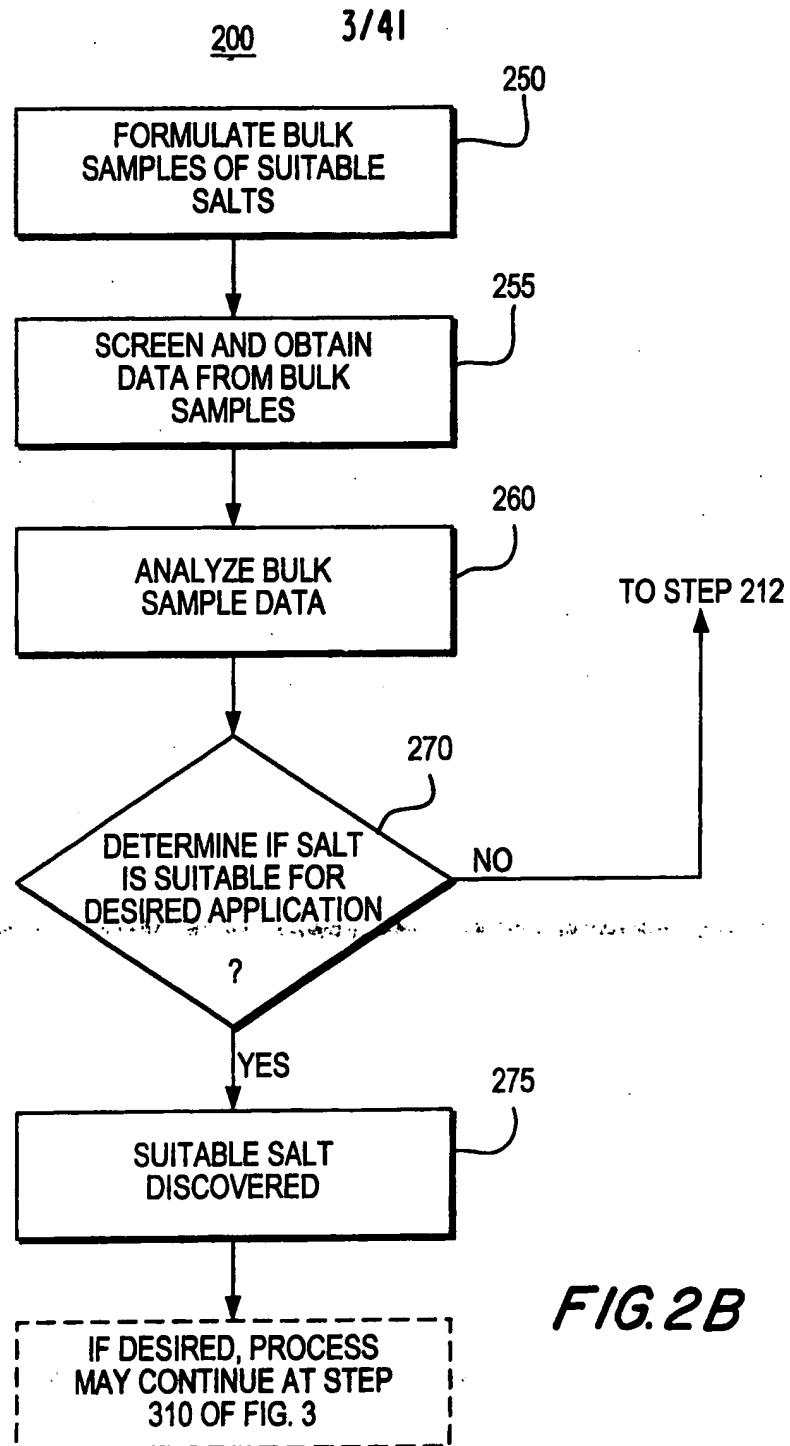 200
3/41
250
FORMULATE BULK
SAMPLES OF SUITABLE
SALTS
255
SCREEN AND OBTAIN
DATA FROM BULK
SAMPLES
260
ANALYZE BULK
SAMPLE DATA
TO STEP 212
270
DETERMINE IF SALT
IS SUITABLE FOR
DESIRED APPLICATION
?
NO
YES
275
SUITABLE SALT
DISCOVERED
IF DESIRED, PROCESS
MAY CONTINUE AT STEP
310 OF FIG. 3
FIG. 2B